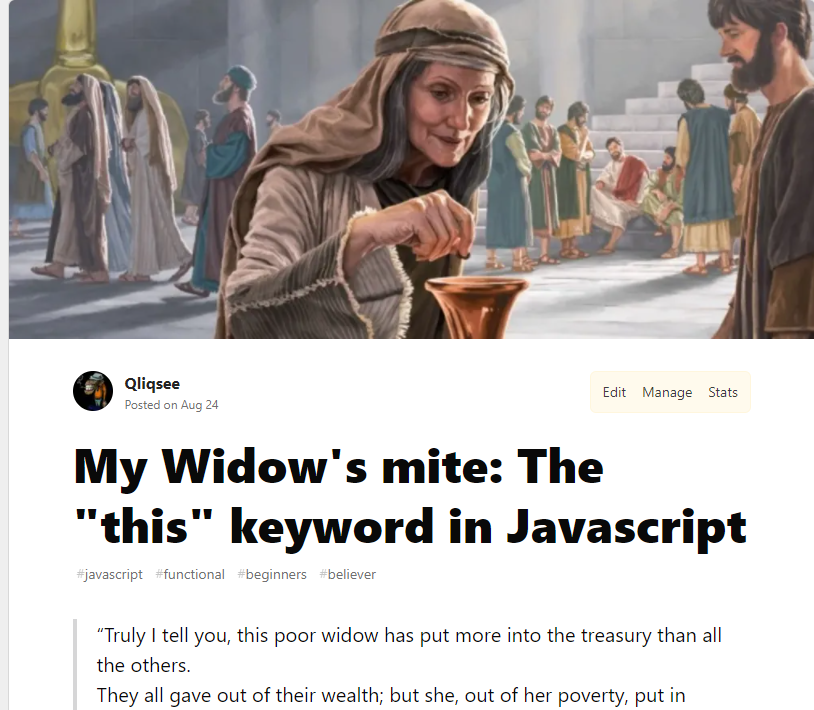 Qliqsee
Posted on Aug 24
Edit Manage Stats
My Widow's mite: The
"this" keyword in Javascript
#javascript #functional #beginners #believer
“Truly I tell you, this poor widow has put more into the treasury than all
the others.
They all gave out of their wealth; but she, out of her poverty, put in